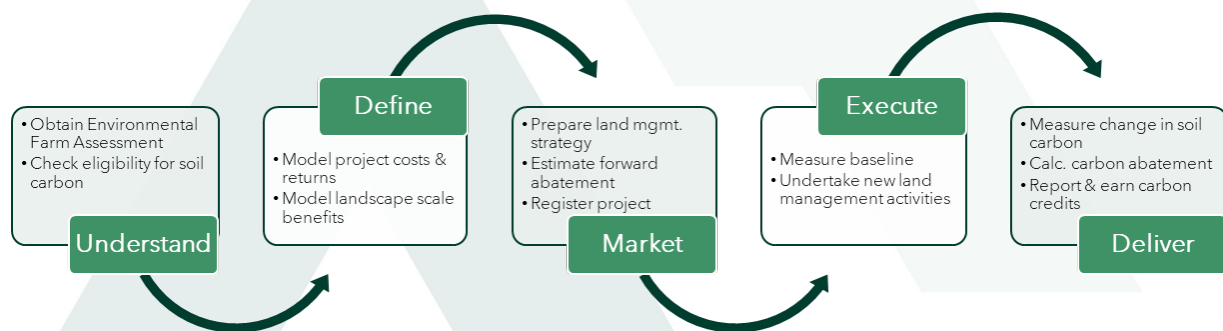 • Obtain Environmental
Farm Assessment
• Check eligibility for soil
carbon
Understand
Define
• Model project costs &
returns
• Model landscape scale
benefits
• Prepare land mgmt.
strategy
• Estimate forward
abatement
• Register project
Market
Execute
• Measure baseline
• Undertake new land
management activities
• Measure change in soil
carbon
• Calc. carbon abatement
• Report & earn carbon
credits
Deliver